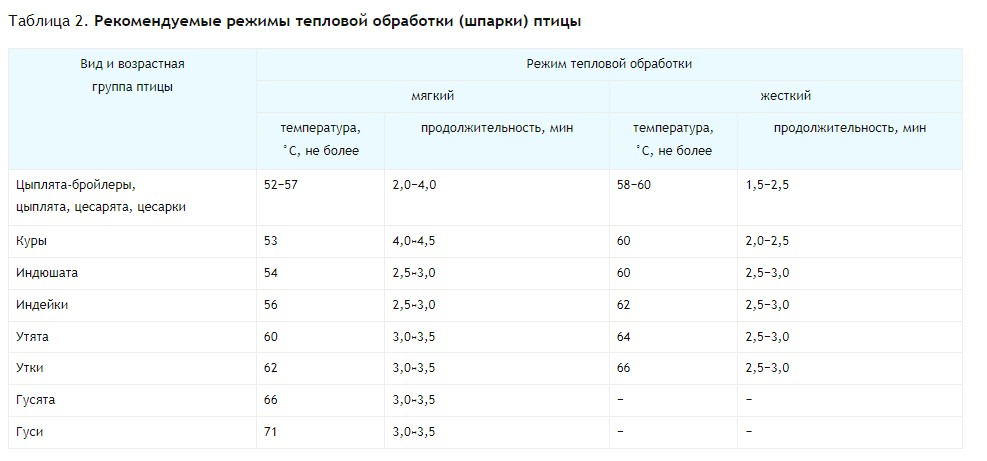 Таблица 2. Рекомендуемые режимы тепловой обработки (шпарки) птицы
Вид и возрастная
группа птицы
Режим тепловой обработки
мягкий
жесткий
температура,
°С, не более
продолжительность, мин
температура,
°С, не более
продолжительность, мин
Цыплята-бройлеры,
цыплята, цесарята, цесарки
52-57
2,0-4,0
58-60
1,5-2,5
Куры
53
4,0-4,5
60
2,0-2,5
Индюшата
54
2,5-3,0
60
2,5-3,0
Индейки
56
2,5-3,0
62
2,5-3,0
Утята
60
3,0-3,5
64
2,5-3,0
Утки
62
3,0-3,5
66
2,5-3,0
Гусята
66
3,0-3,5
-
-
Гуси
71
3,0-3,5
-
-